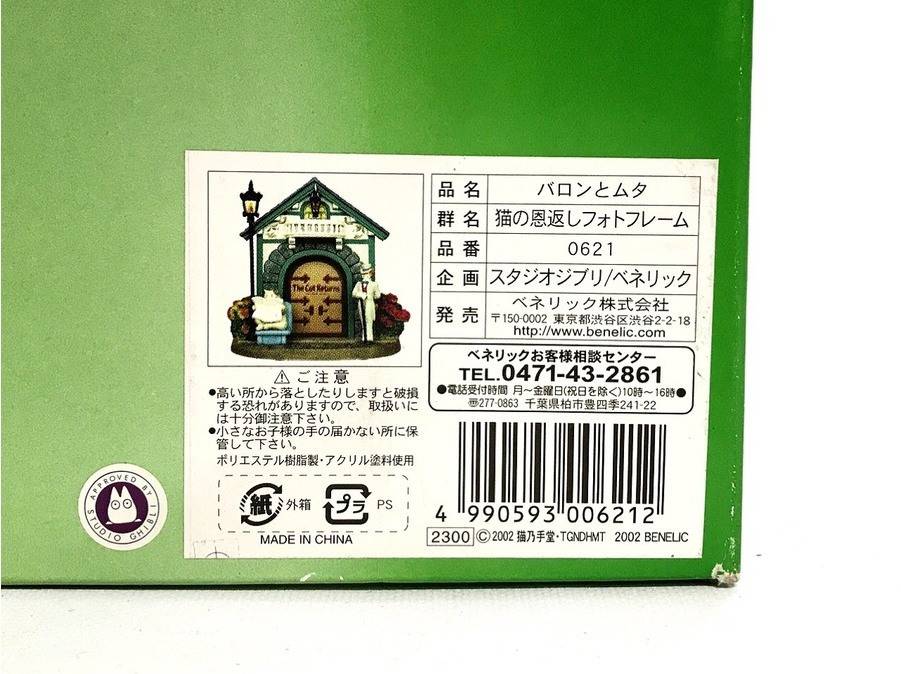 品名 バロンとムタ
群名 猫の恩返しフォトフレーム
品番 0621
企画 スタジオジブリ/ベネリック
発売 ベネリック株式会社
〒150-0002 東京都渋谷区渋谷2-2-18
http://www.benelic.com
The Cat Returns
ベネリックお客様相談センター
TEL.0471-43-2861
●電話受付時間 月～金曜日(祝日を除く)10時～16時●
〠277-0863 千葉県柏市豊四季241-22
⚠ ご注意
●高い所から落としたりしますと破損
する恐れがありますので、取扱いに
は十分御注意下さい。
●小さなお子様の手の届かない所に保
管して下さい。
ポリエステル樹脂製・アクリル塗料使用
紙 外箱 プラ PS
MADE IN CHINA
4 990593 006212
2300 ©2002 猫乃手堂・TGNDHMT 2002 BENELIC
APPROVED BY
STUDIO GHIBLI